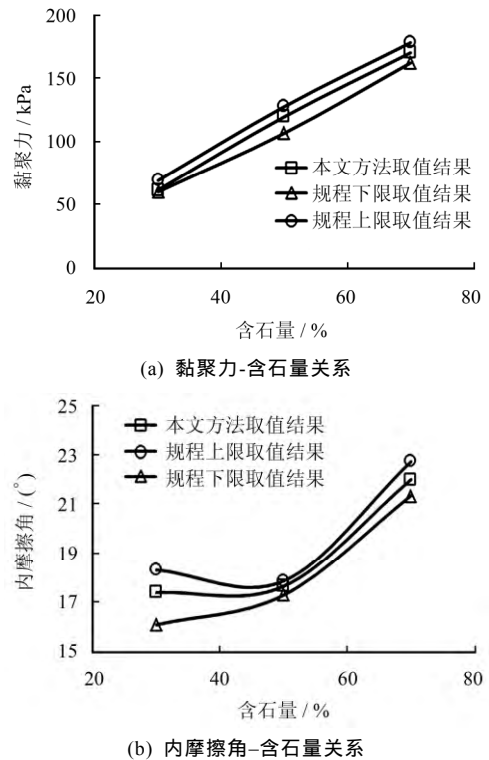 200
150
100
50
0
黏聚力 / kPa
本文方法取值结果
规程下限取值结果
规程上限取值结果
20 40 60 80
含石量 / %
(a) 黏聚力-含石量关系
25
23
21
19
17
15
内摩擦角 / (°)
本文方法取值结果
规程上限取值结果
规程下限取值结果
20 40 60 80
含石量 / %
(b) 内摩擦角–含石量关系